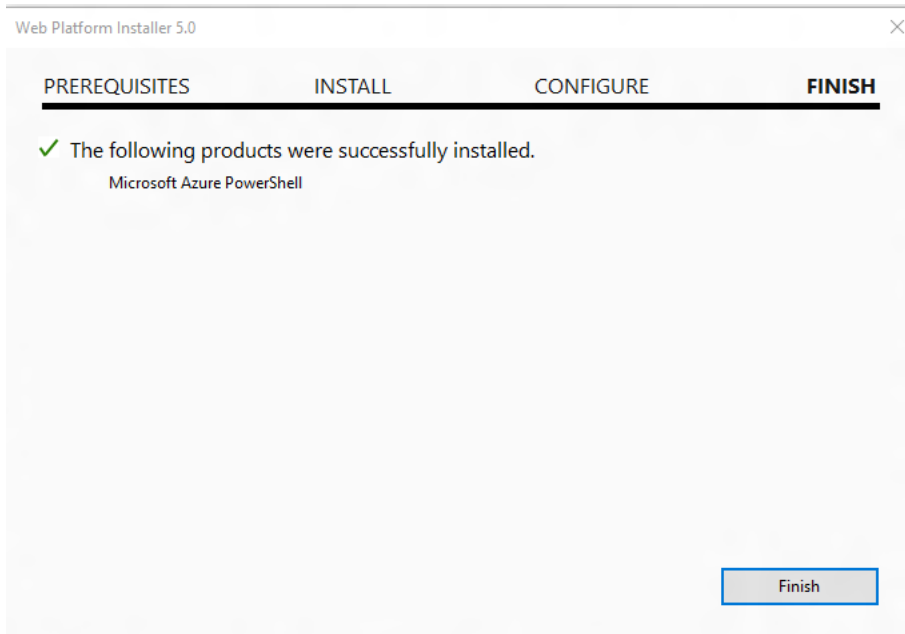 Web Platform Installer 5.0
PREREQUISITES INSTALL CONFIGURE FINISH
The following products were successfully installed.
Microsoft Azure PowerShell
Finish